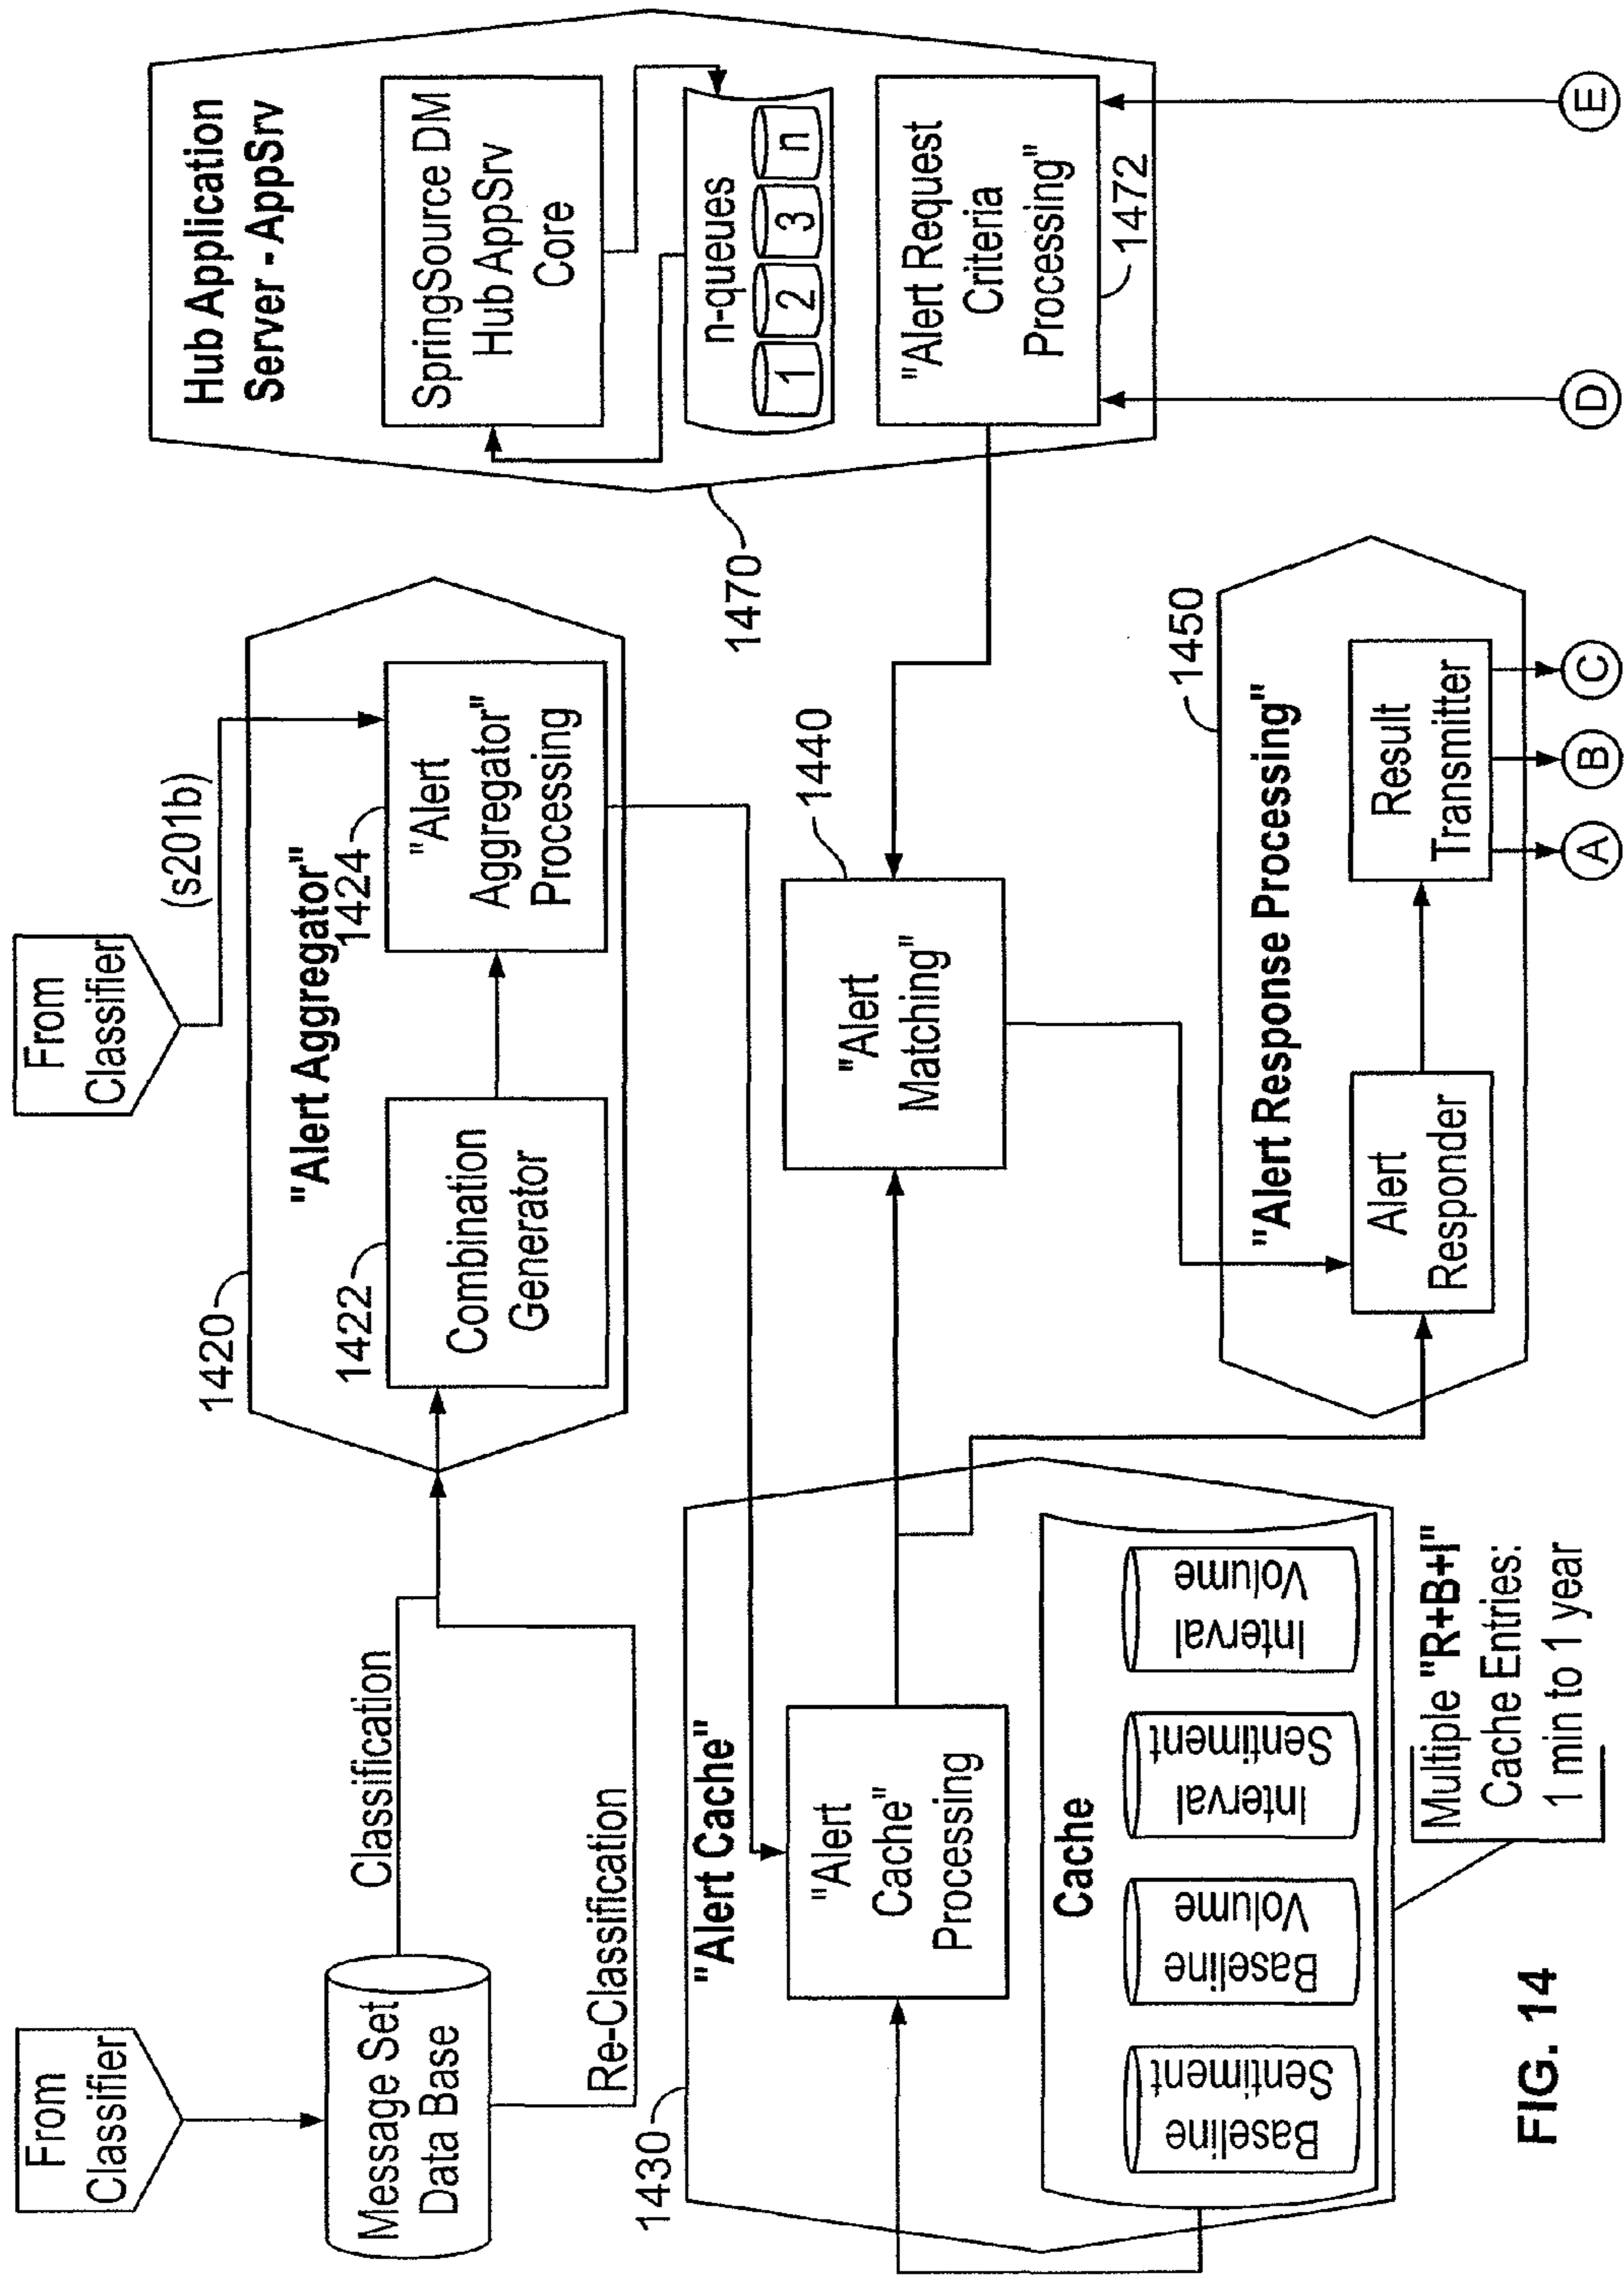 From
Classifier
Message Set
Data Base
Classification
Re-Classification
From
Classifier
(s201b)
1420
"Alert Aggregator"
1422
Combination
Generator
1424
"Alert
Aggregator"
Processing
Hub Application
Server - AppSrv
SpringSource DM
Hub AppSrv
Core
n-queues
1
2
3
n
"Alert Request
Criteria
Processing"
1472
1470
1430
"Alert Cache"
"Alert
Cache"
Processing
Cache
Baseline
Sentiment
Baseline
Volume
Interval
Sentiment
Interval
Volume
Multiple "R+B+I"
Cache Entries:
1 min to 1 year
1440
"Alert
Matching"
1450
"Alert Response Processing"
Alert
Responder
Result
Transmitter
A
B
C
D
E
FIG. 14